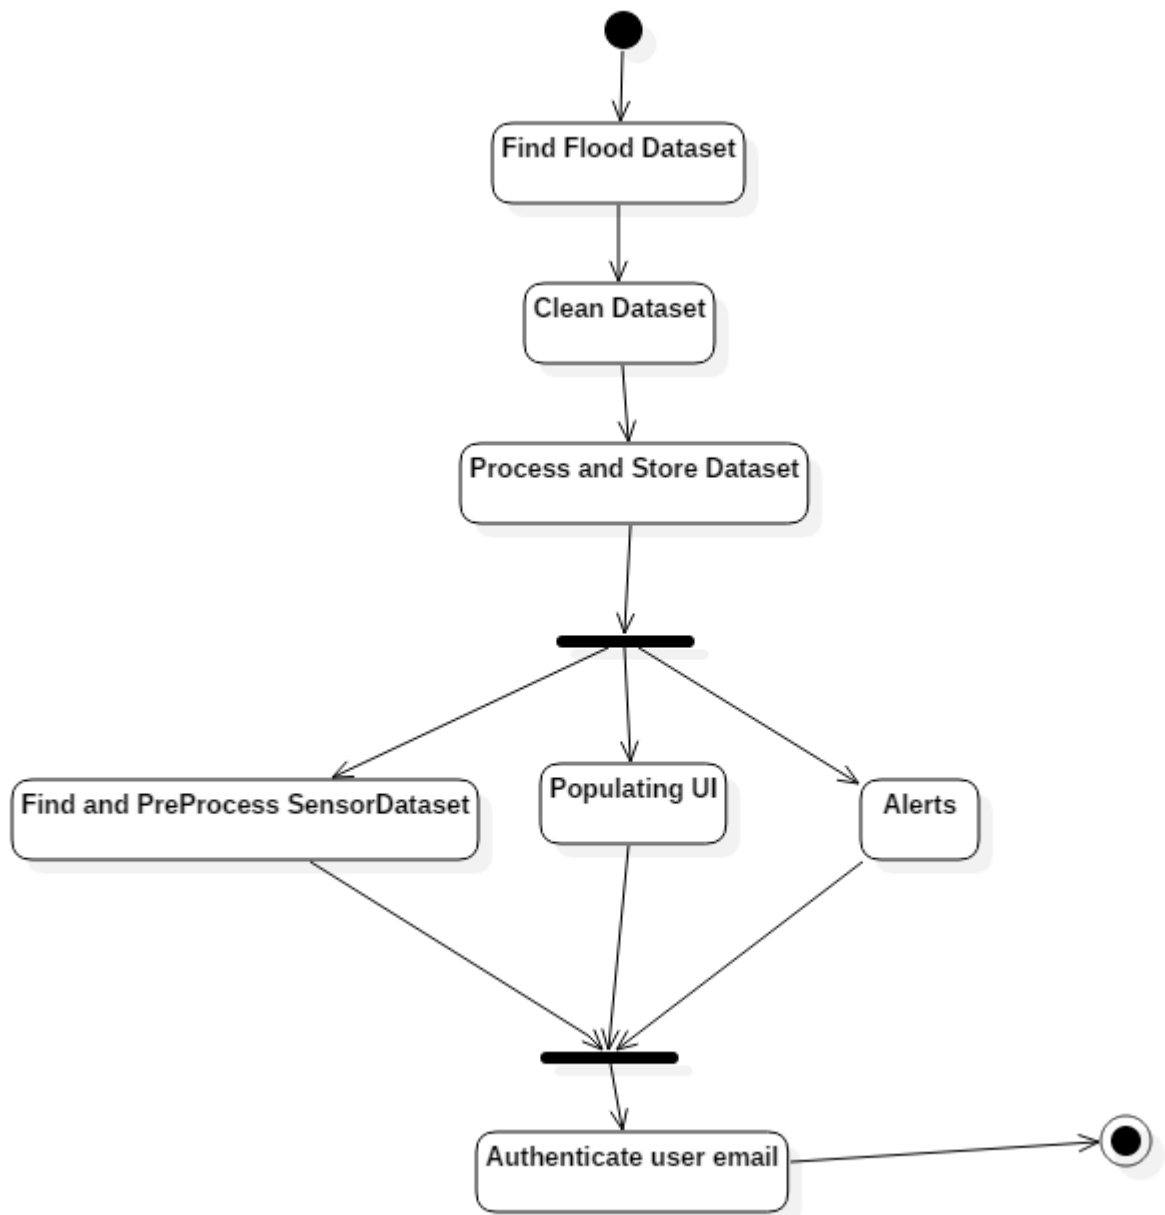 Find Flood Dataset
Clean Dataset
Process and Store Dataset
Find and PreProcess SensorDataset
Populating UI
Alerts
Authenticate user email